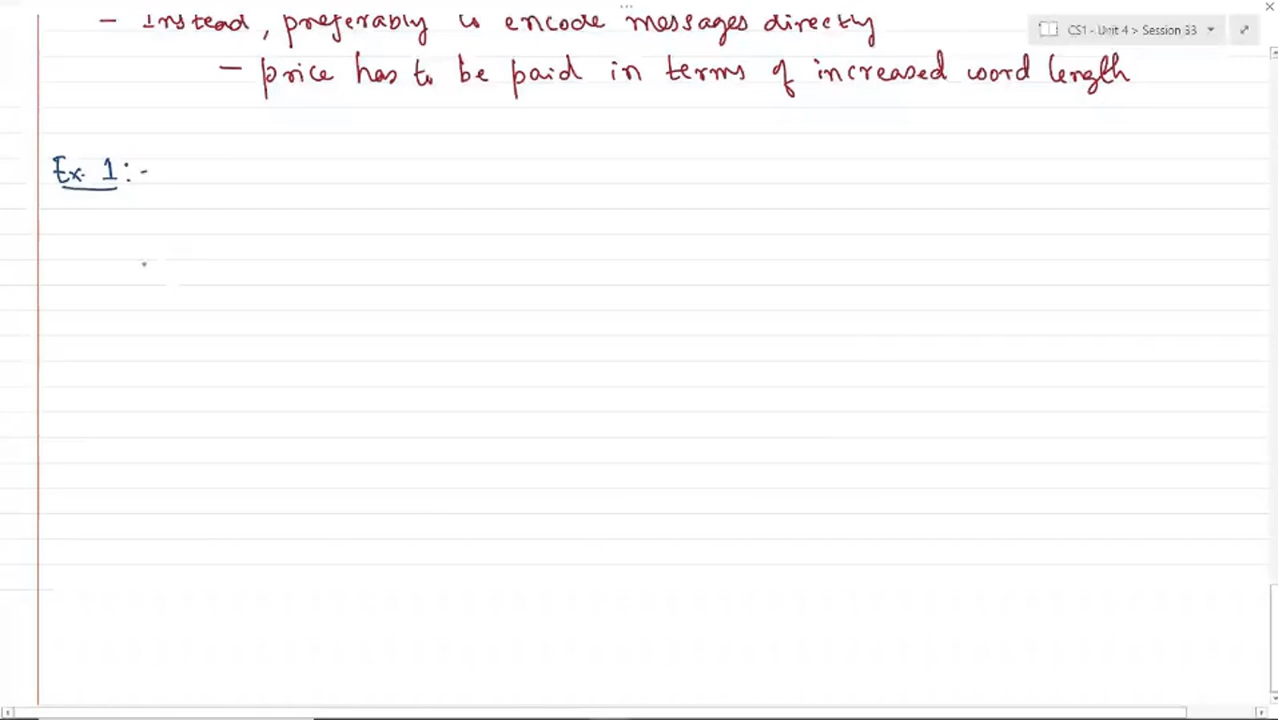 CS1 - Unit 4 > Session 33
- Instead, preferably is encode messages directly
- price has to be paid in terms of increased word length
Ex. 1:-